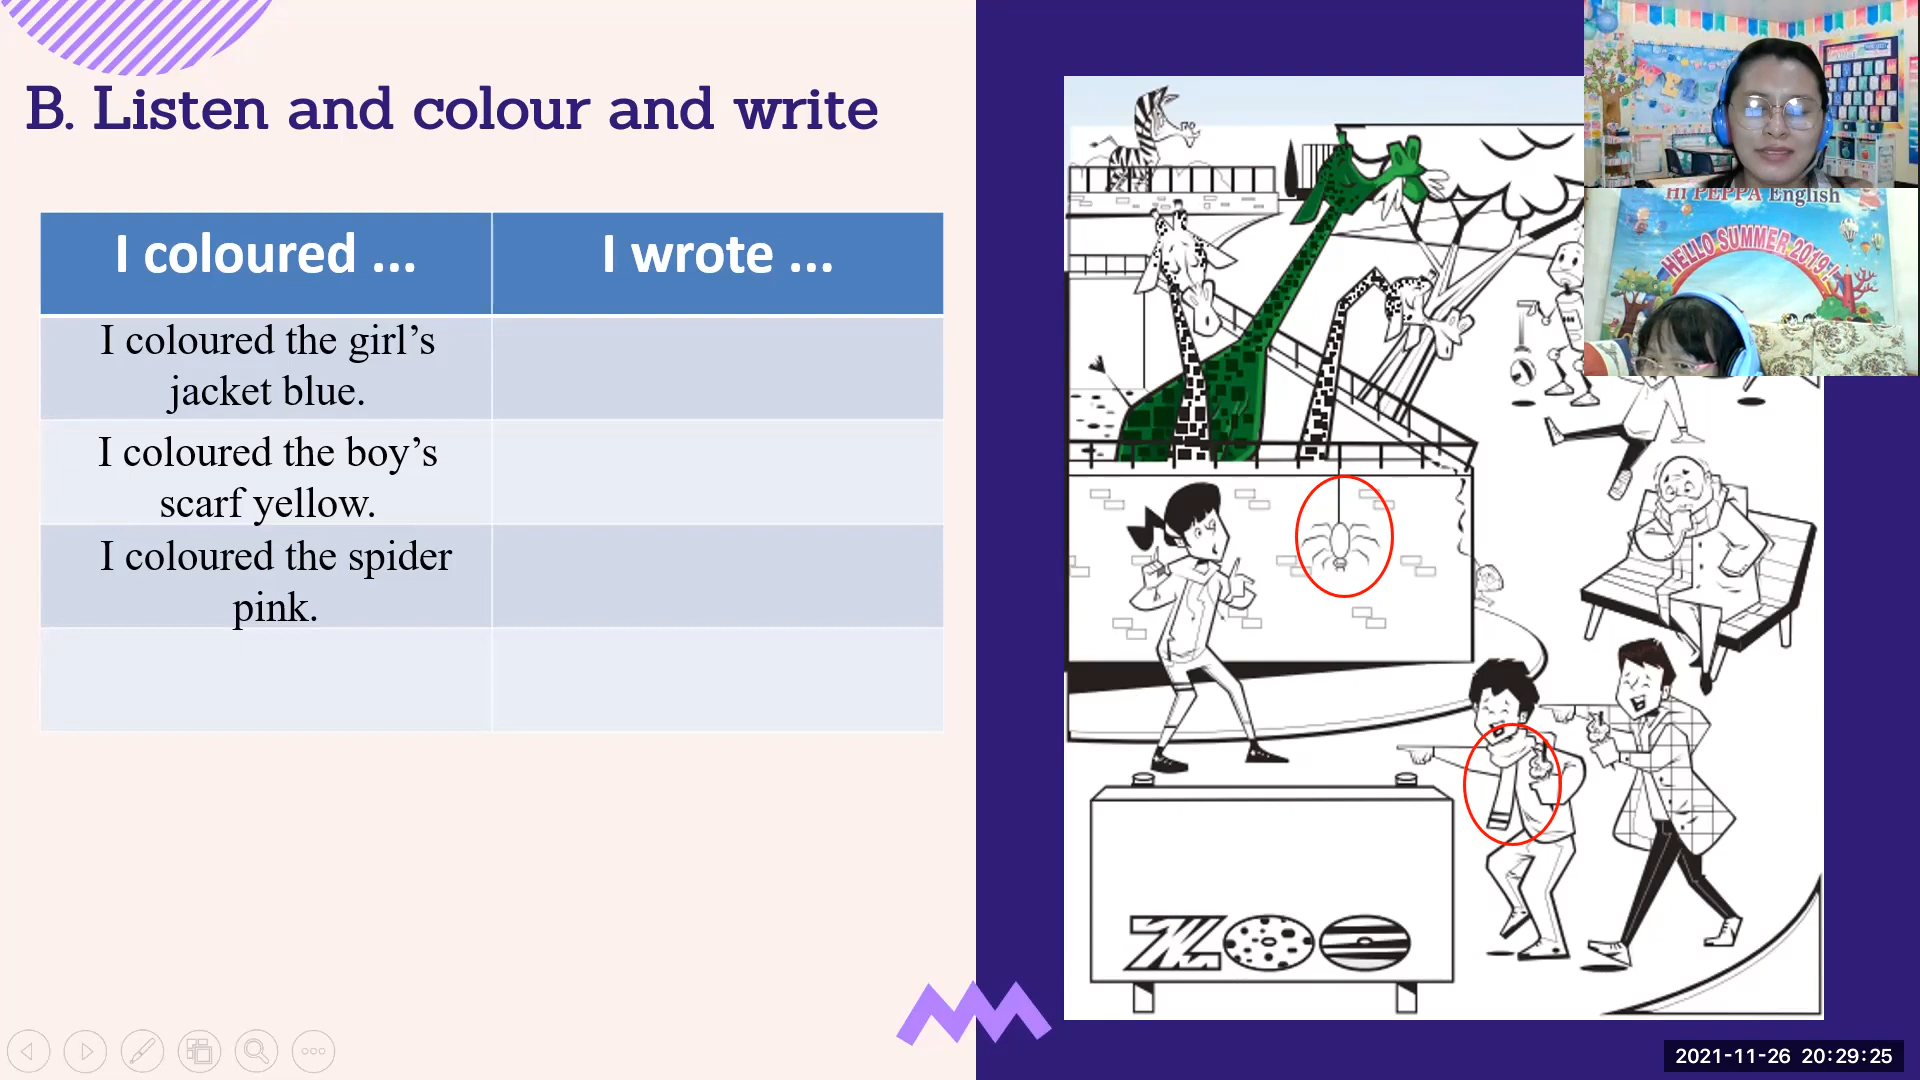 B. Listen and colour and write
I coloured ...
I wrote ...
I coloured the girl's
jacket blue.
I coloured the boy's
scarf yellow.
I coloured the spider
pink.
ZOO
Hi PEPPA English
HELLO SUMMER 2019!
2021-11-26 20:29:25